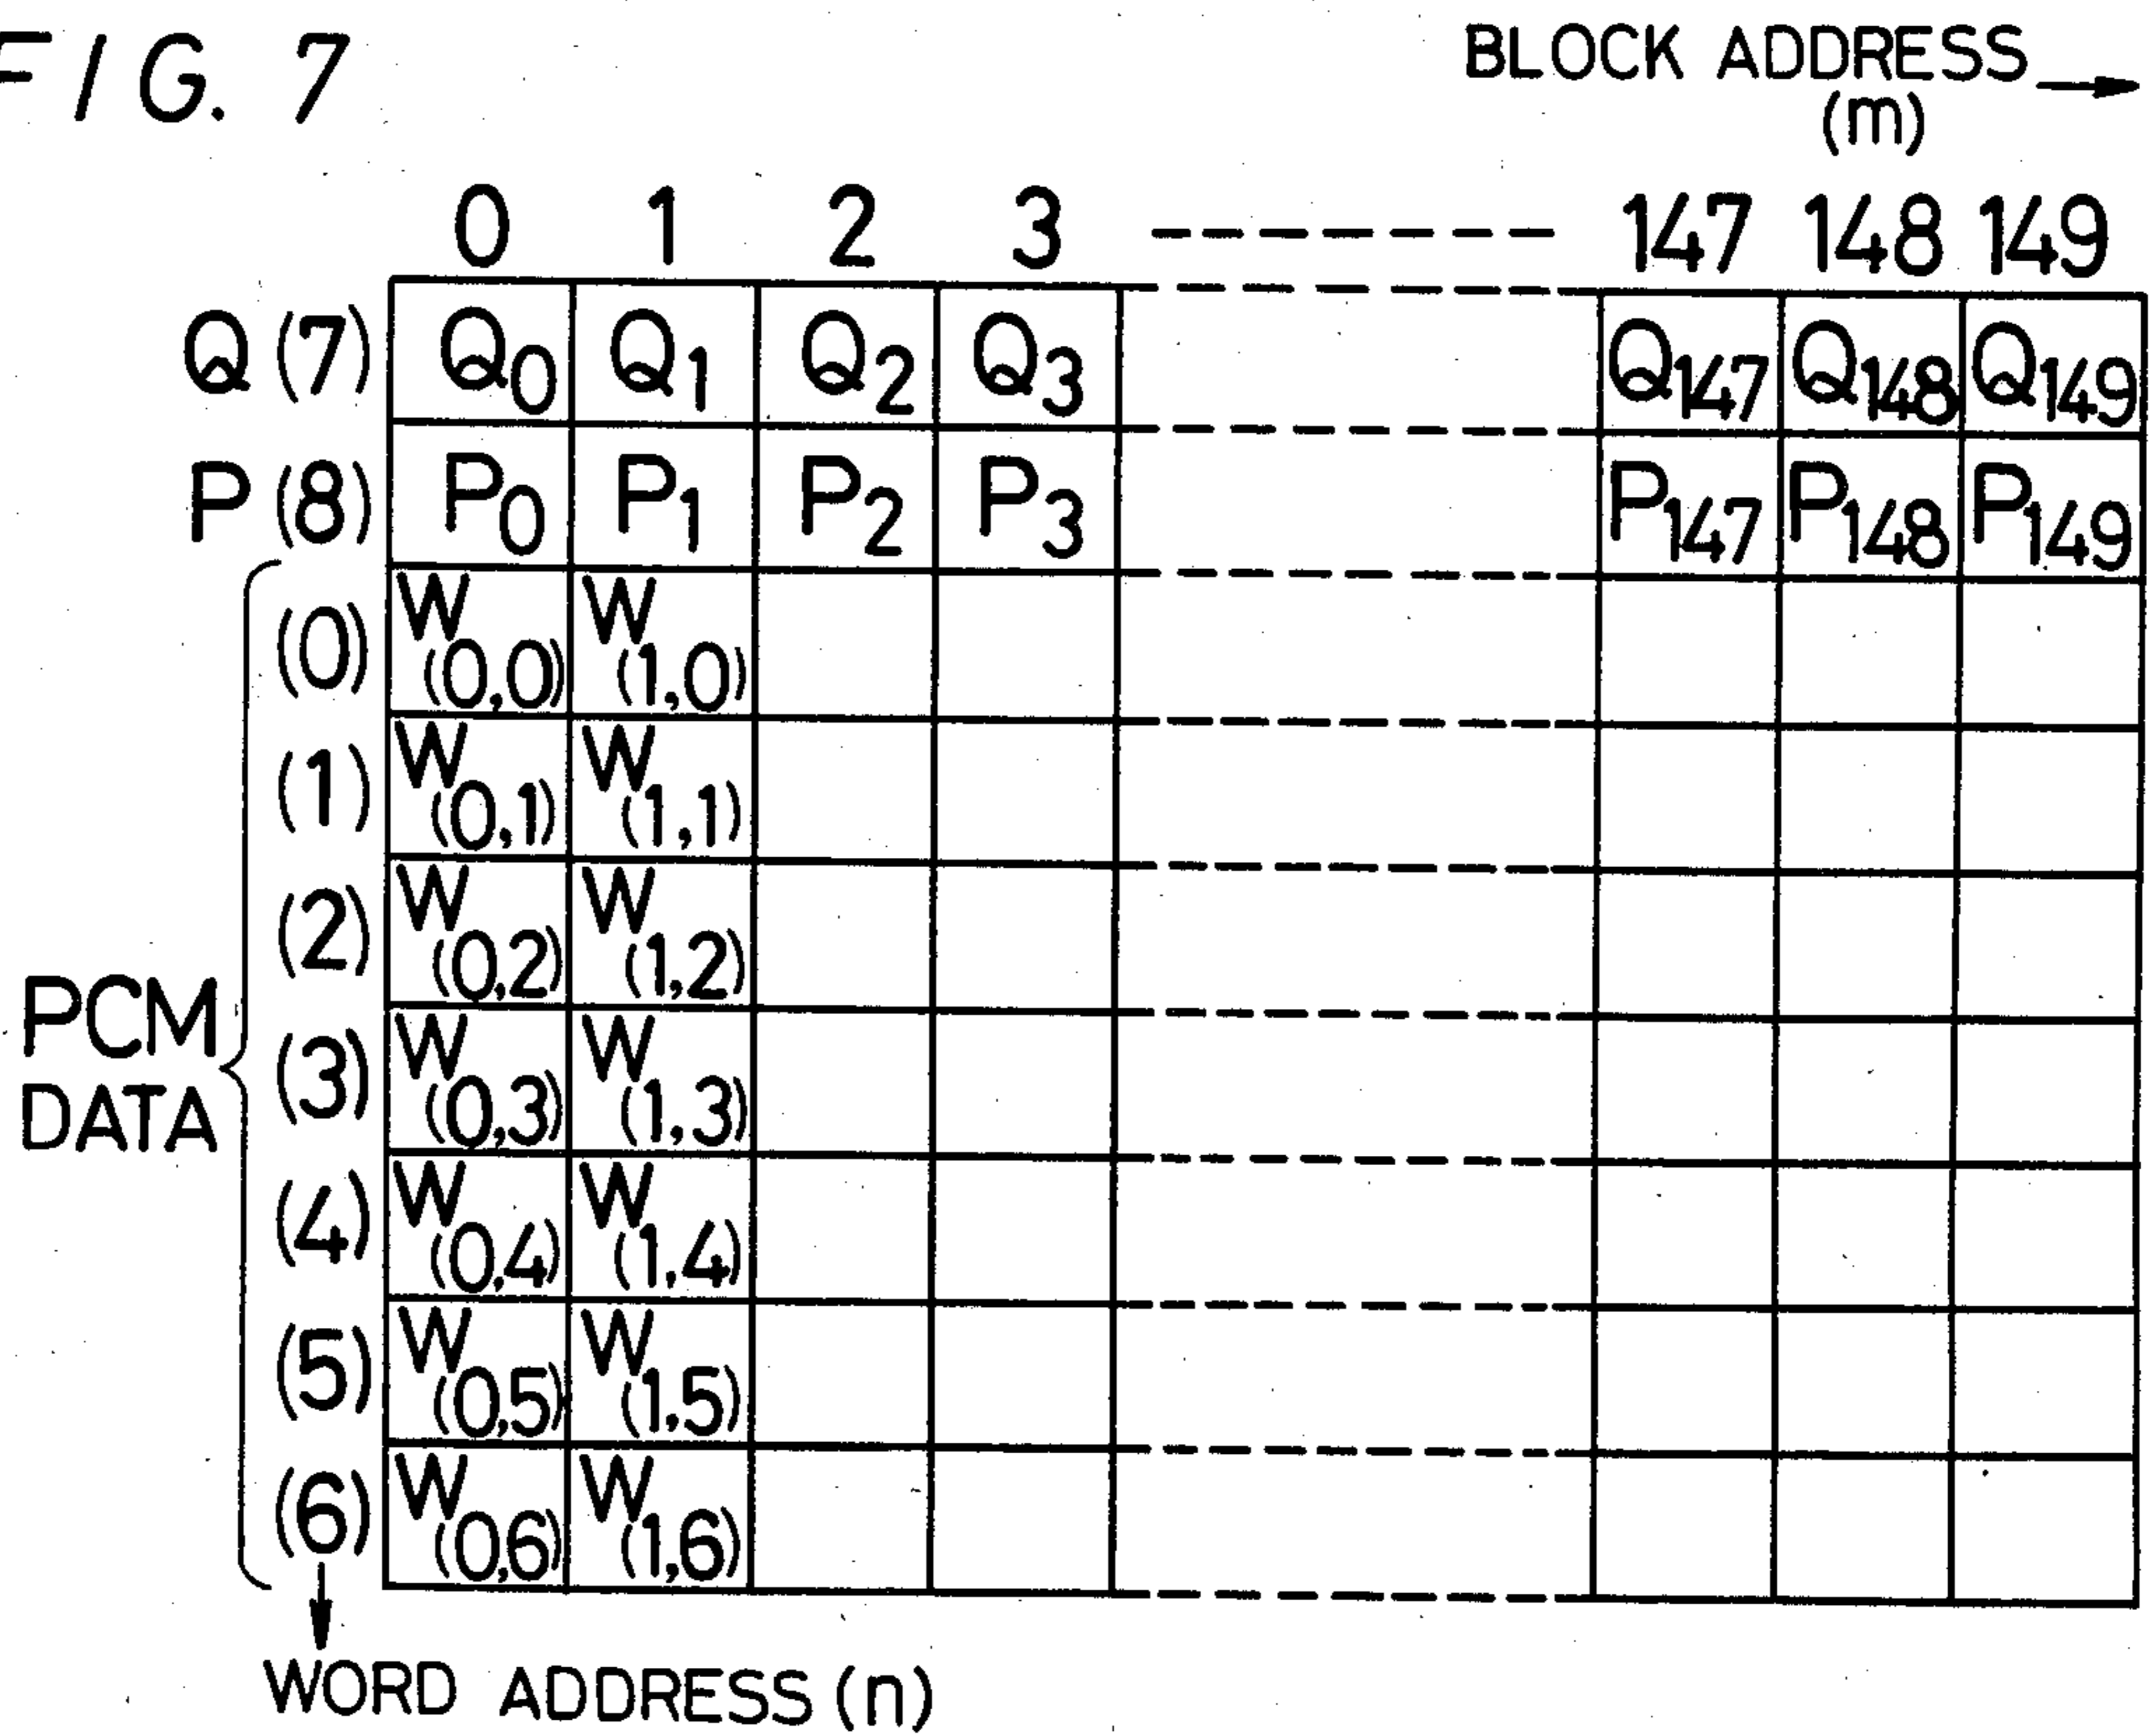 FIG. 7
BLOCK ADDRESS
(m)
0 1 2 3 147 148 149
Q (7) Q0 Q1 Q2 Q3 Q147 Q148 Q149
P (8) P0 P1 P2 P3 P147 P148 P149
(0) W(0,0) W(1,0)
(1) W(0,1) W(1,1)
(2) W(0,2) W(1,2)
PCM DATA
(3) W(0,3) W(1,3)
(4) W(0,4) W(1,4)
(5) W(0,5) W(1,5)
(6) W(0,6) W(1,6)
WORD ADDRESS (n)